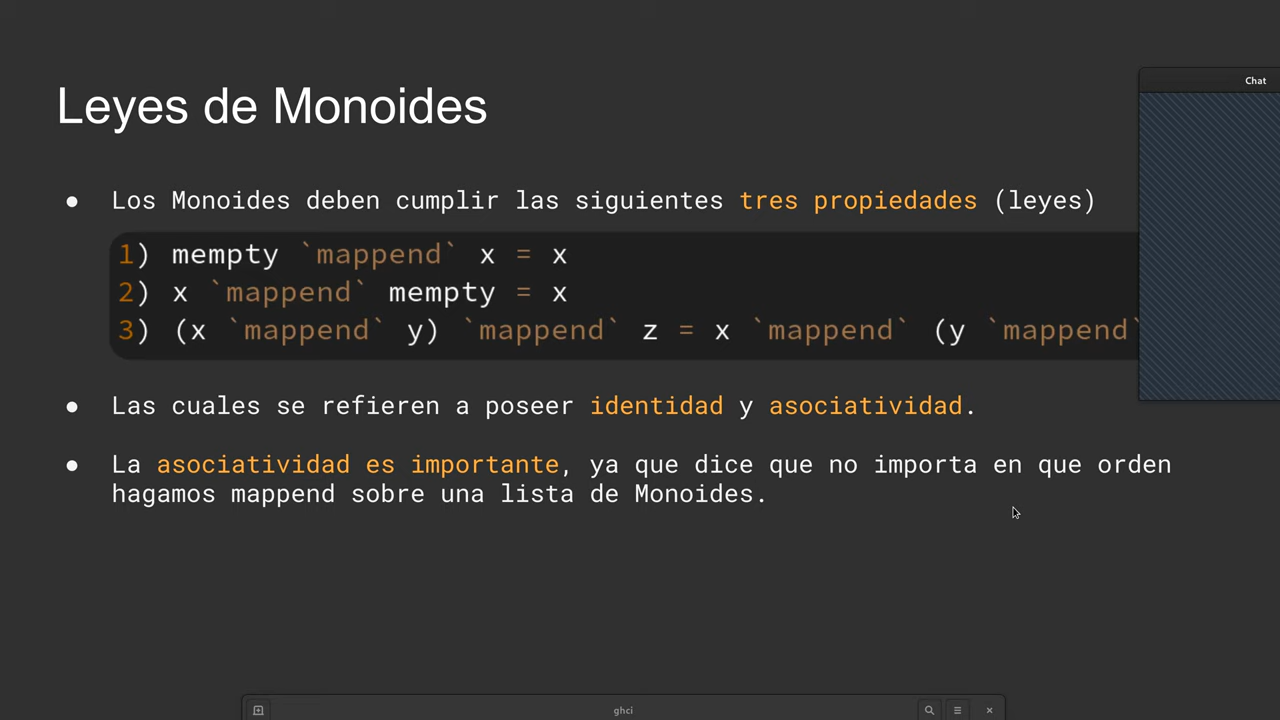 Chat
Leyes de Monoides
● Los Monoides deben cumplir las siguientes tres propiedades (leyes)
1) mempty `mappend` x = x
2) x `mappend` mempty = x
3) (x `mappend` y) `mappend` z = x `mappend` (y `mappend`
● Las cuales se refieren a poseer identidad y asociatividad.
● La asociatividad es importante, ya que dice que no importa en que orden
hagamos mappend sobre una lista de Monoides.
ghci